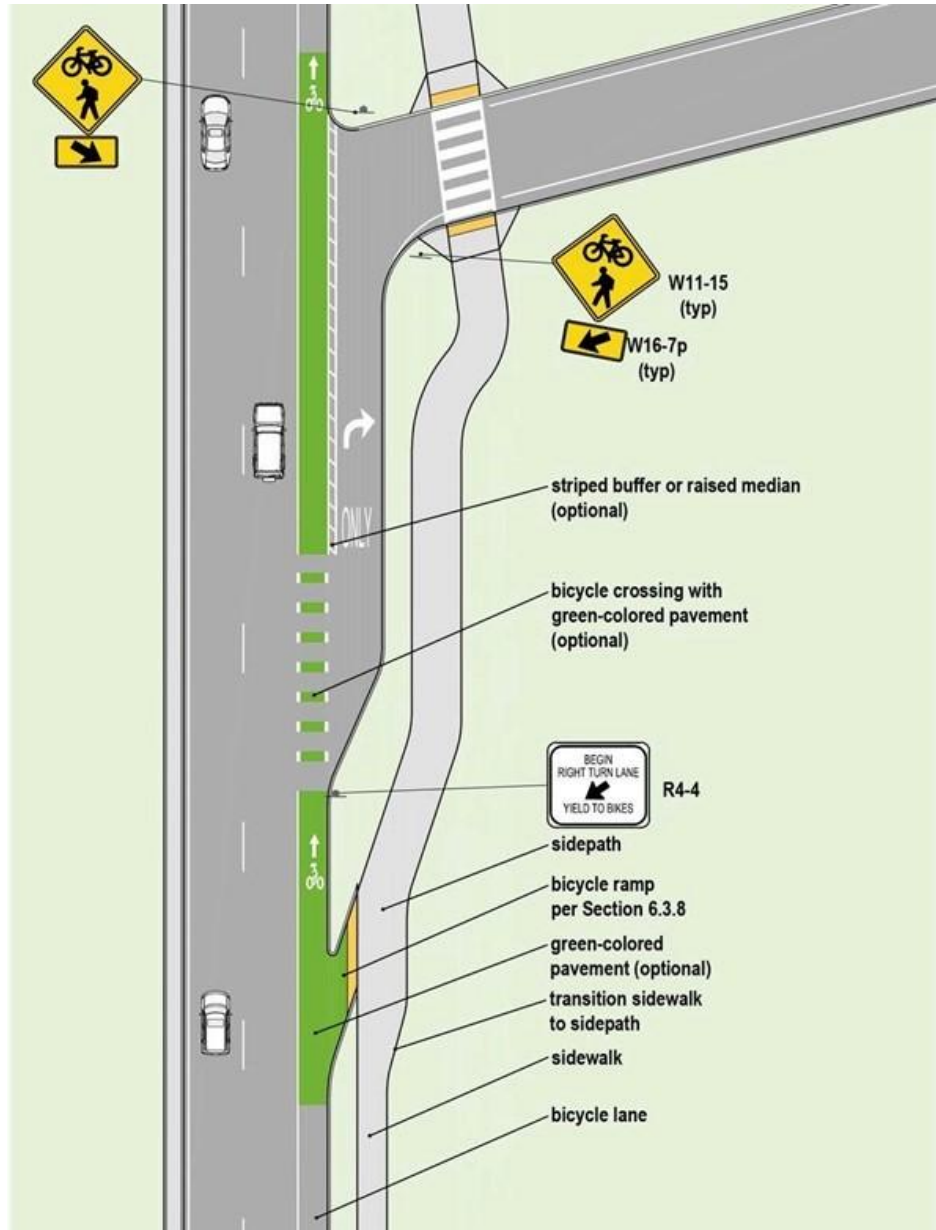 W11-15
(typ)
W16-7p
(typ)
striped buffer or raised median
(optional)
ONLY
bicycle crossing with
green-colored pavement
(optional)
BEGIN
RIGHT TURN LANE
YIELD TO BIKES
R4-4
sidepath
bicycle ramp
per Section 6.3.8
green-colored
pavement (optional)
transition sidewalk
to sidepath
sidewalk
bicycle lane